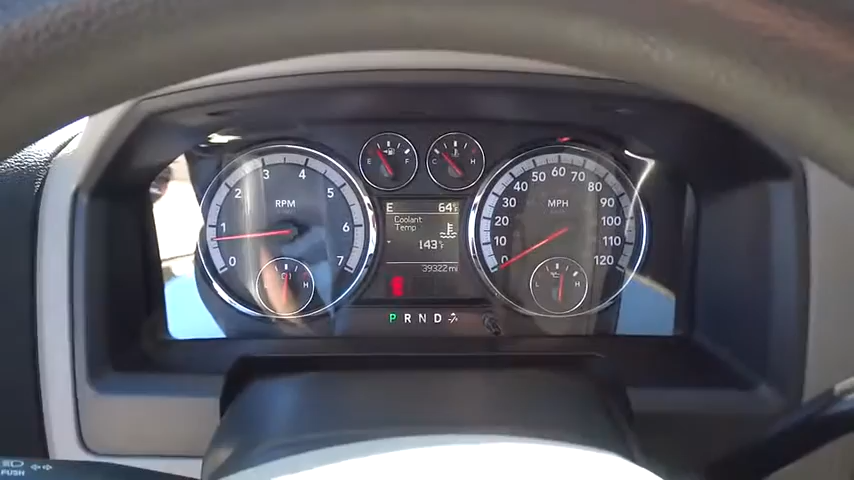 E F
C H
3 4
2 5
1 6
0 7
RPM
L H
50 60 70
40 80
30 90
20 100
10 110
0 120
MPH
L H
E 64°F
Coolant
Temp
143°F
39322 mi
P R N D
PUSH